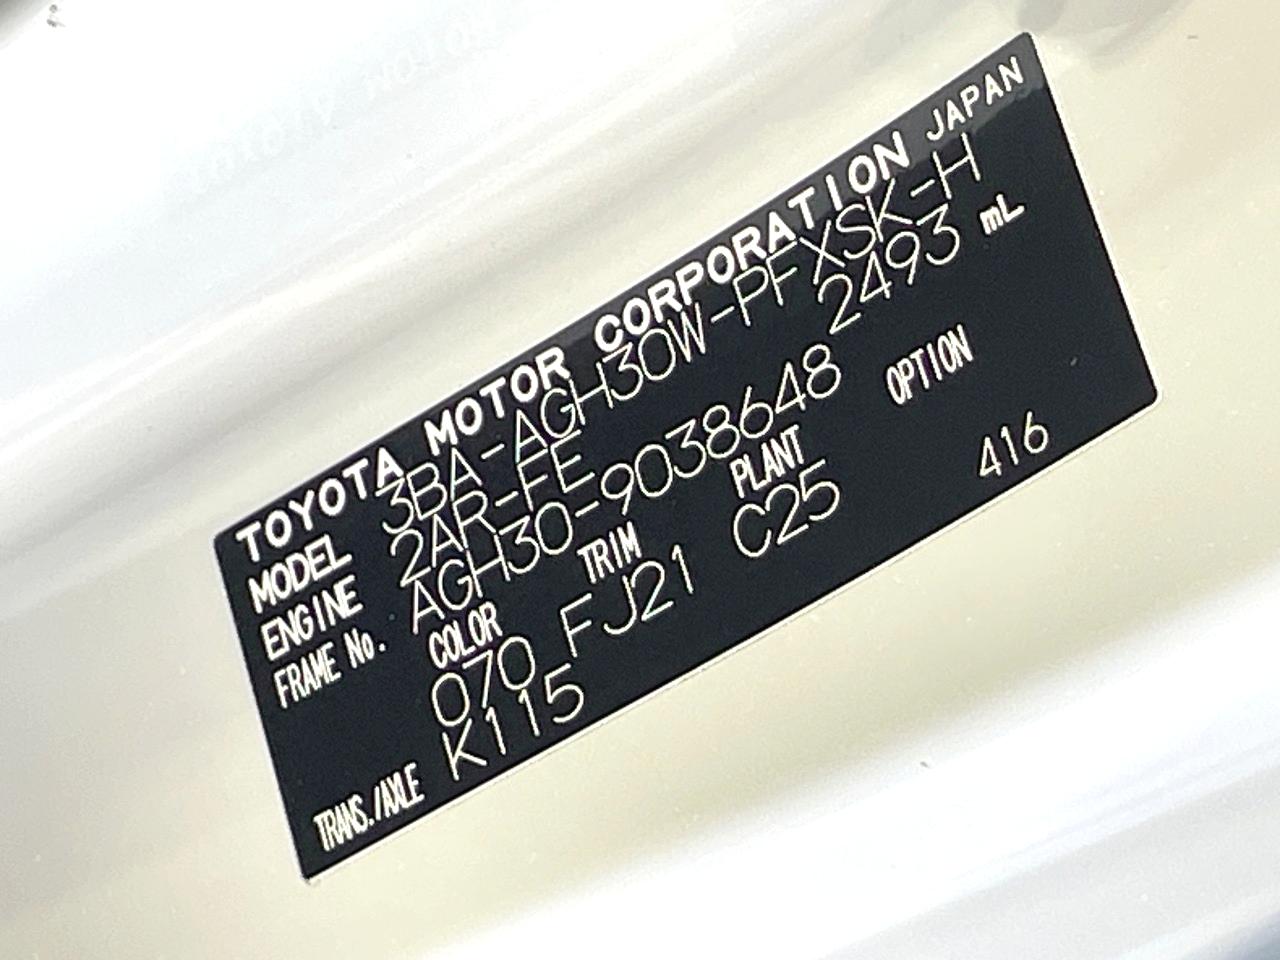 TOYOTA MOTOR CORPORATION JAPAN
MODEL 3BA-AGH30W-PFXSK-H
ENGINE 2AR-FE 2493 mL
FRAME No. AGH30-9038648
COLOR TRIM PLANT OPTION
070 FJ21 C25 416
TRANS./AXLE K115